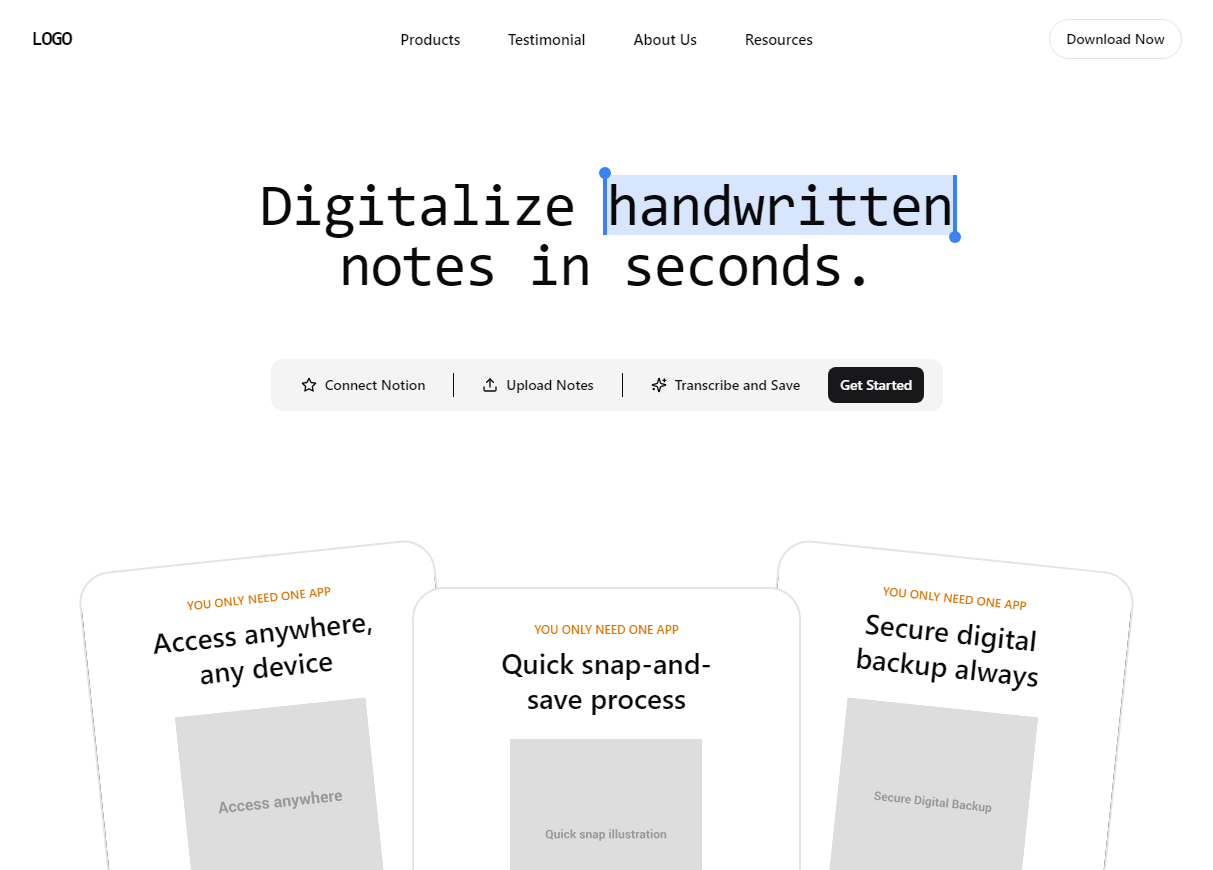 LOGO
Products
Testimonial
About Us
Resources
Download Now
Digitalize handwritten
notes in seconds.
Connect Notion
Upload Notes
Transcribe and Save
Get Started
YOU ONLY NEED ONE APP
Access anywhere,
any device
Access anywhere
YOU ONLY NEED ONE APP
Quick snap-and-
save process
Quick snap illustration
YOU ONLY NEED ONE APP
Secure digital
backup always
Secure Digital Backup